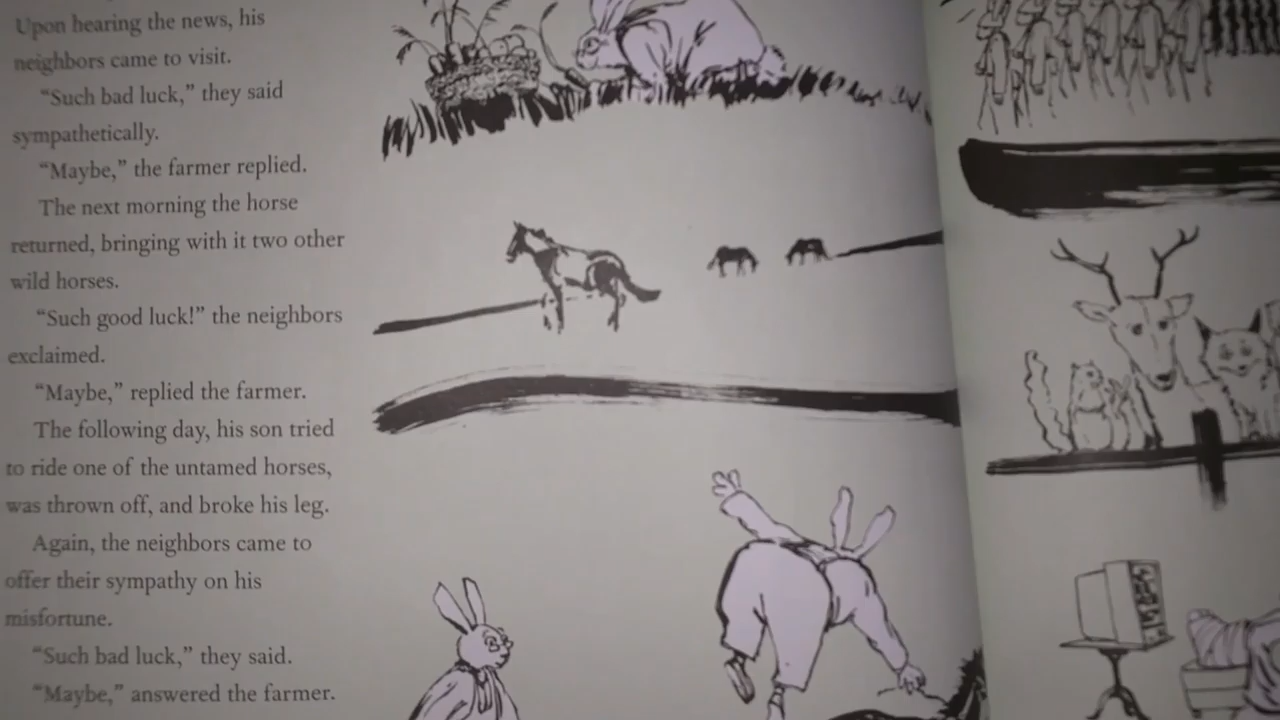 Upon hearing the news, his
neighbors came to visit.
“Such bad luck,” they said
sympathetically.
“Maybe,” the farmer replied.
The next morning the horse
returned, bringing with it two other
wild horses.
“Such good luck!” the neighbors
exclaimed.
“Maybe,” replied the farmer.
The following day, his son tried
to ride one of the untamed horses,
was thrown off, and broke his leg.
Again, the neighbors came to
offer their sympathy on his
misfortune.
“Such bad luck,” they said.
“Maybe,” answered the farmer.